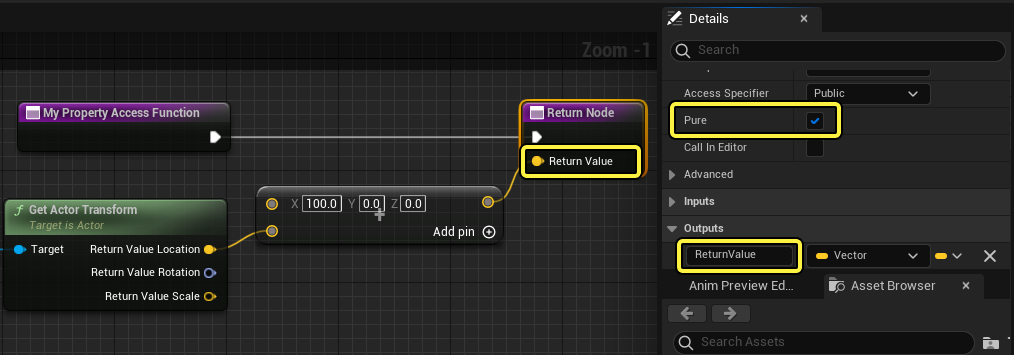 Details
Search
Zoom -1
Access Specifier
Public
My Property Access Function
Return Node
Pure
Call In Editor
Return Value
Advanced
X 100.0 Y 0.0 Z 0.0
Inputs
Get Actor Transform
Target is Actor
Add pin
Outputs
Target
Return Value Location
ReturnValue
Vector
Return Value Rotation
Anim Preview Ed...
Asset Browser
Return Value Scale
Search Assets